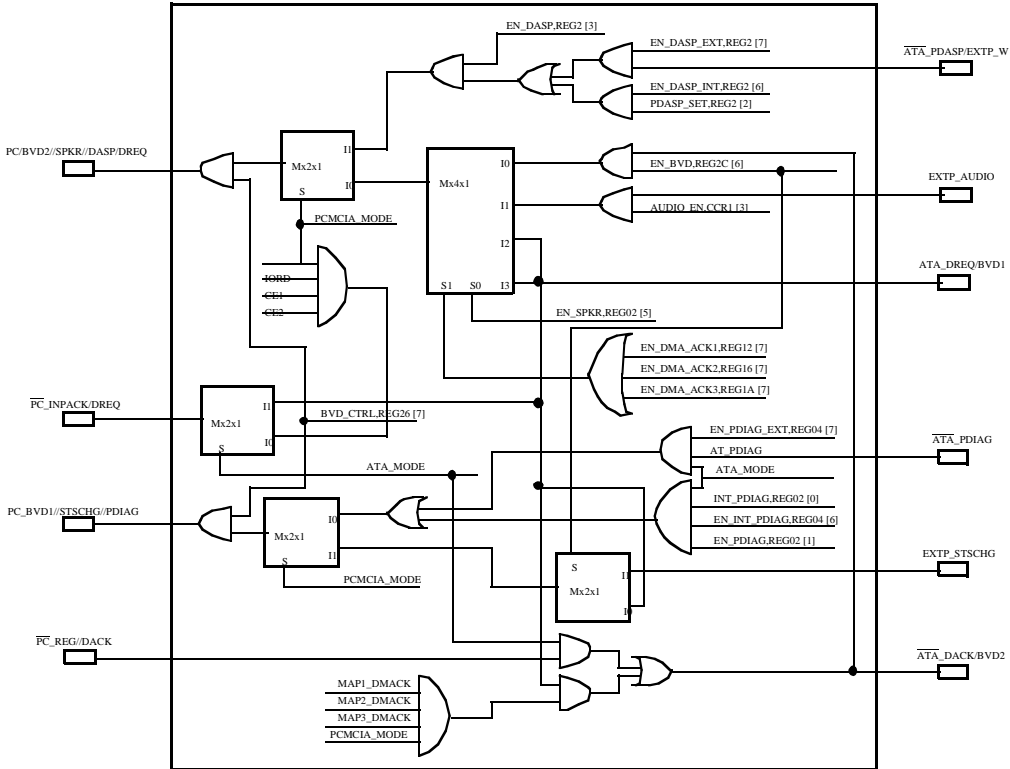 EN_DASP,REG2 [3]
EN_DASP_EXT,REG2 [7]
ATA_PDASP/EXTP_W
EN_DASP_INT,REG2 [6]
PDASP_SET,REG2 [2]
PC/BVD2//SPKR//DASP/DREQ
Mx2x1
I1
I0
S
Mx4x1
I0
I1
I2
I3
S1
S0
EN_BVD,REG2C [6]
EXTP_AUDIO
AUDIO_EN,CCR1 [3]
PCMCIA_MODE
IORD
CE1
CE2
ATA_DREQ/BVD1
EN_SPKR,REG02 [5]
EN_DMA_ACK1,REG12 [7]
EN_DMA_ACK2,REG16 [7]
EN_DMA_ACK3,REG1A [7]
PC_INPACK/DREQ
Mx2x1
I1
I0
S
BVD_CTRL,REG26 [7]
EN_PDIAG_EXT,REG04 [7]
AT_PDIAG
ATA_PDIAG
ATA_MODE
ATA_MODE
INT_PDIAG,REG02 [0]
EN_INT_PDIAG,REG04 [6]
EN_PDIAG,REG02 [1]
PC_BVD1//STSCHG//PDIAG
Mx2x1
I0
I1
S
PCMCIA_MODE
S
Mx2x1
I1
I0
EXTP_STSCHG
PC_REG//DACK
ATA_DACK/BVD2
MAP1_DMACK
MAP2_DMACK
MAP3_DMACK
PCMCIA_MODE